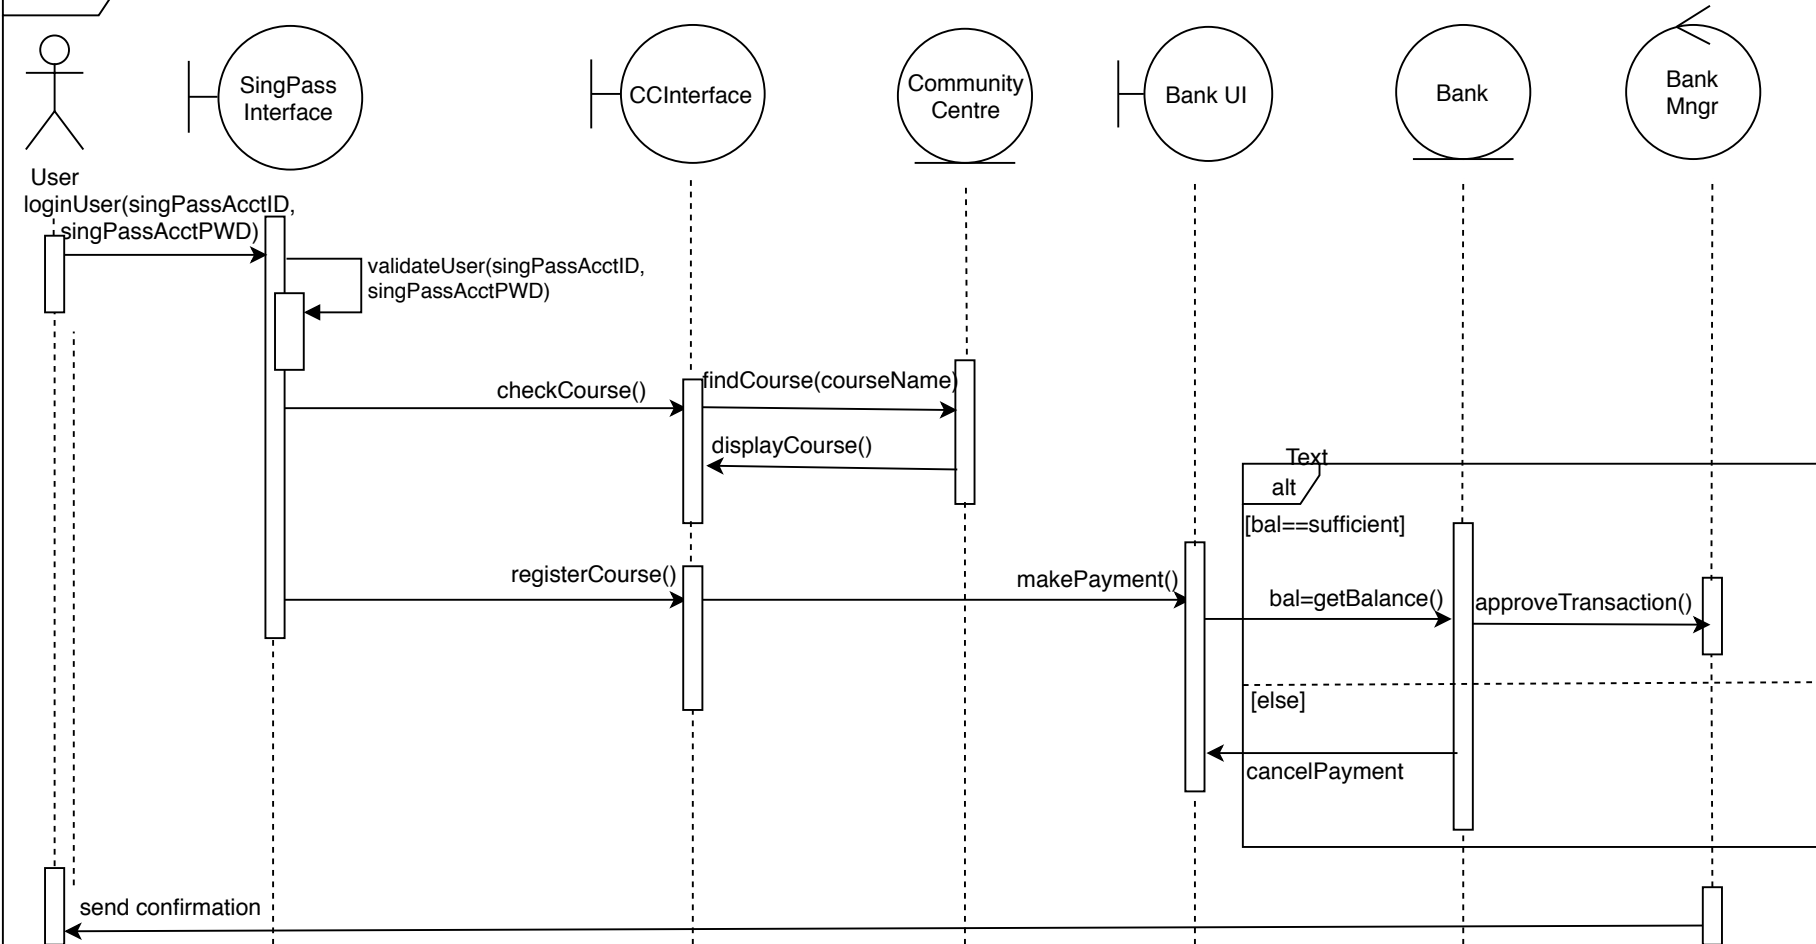 SingPass
Interface
CCInterface
Community
Centre
Bank UI
Bank
Bank
Mngr
User
loginUser(singPassAcctID,
singPassAcctPWD)
validateUser(singPassAcctID,
singPassAcctPWD)
checkCourse()
findCourse(courseName)
displayCourse()
Text
alt
[bal==sufficient]
registerCourse()
makePayment()
bal=getBalance()
approveTransaction()
[else]
cancelPayment
send confirmation